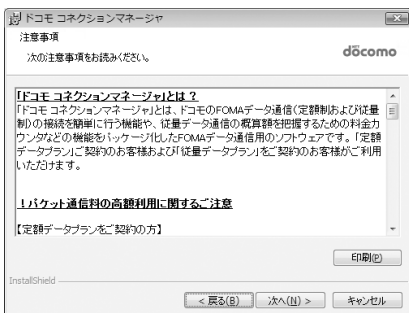 ドコモ コネクションマネージャ
注意事項
次の注意事項をお読みください。
döcomo
「ドコモ コネクションマネージャ」とは？
「ドコモ コネクションマネージャ」とは、ドコモのFOMAデータ通信(定額制および従量
制)の接続を簡単に行う機能や、従量データ通信の概算額を把握するための料金カ
ウンタなどの機能をパッケージ化したFOMAデータ通信用のソフトウェアです。「定額
データプラン」ご契約のお客様および「従量データプラン」をご契約のお客様がご利用
いただけます。
！パケット通信料の高額利用に関するご注意
【定額データプランをご契約の方】
印刷(P)
InstallShield
< 戻る(B)
次へ(N) >
キャンセル